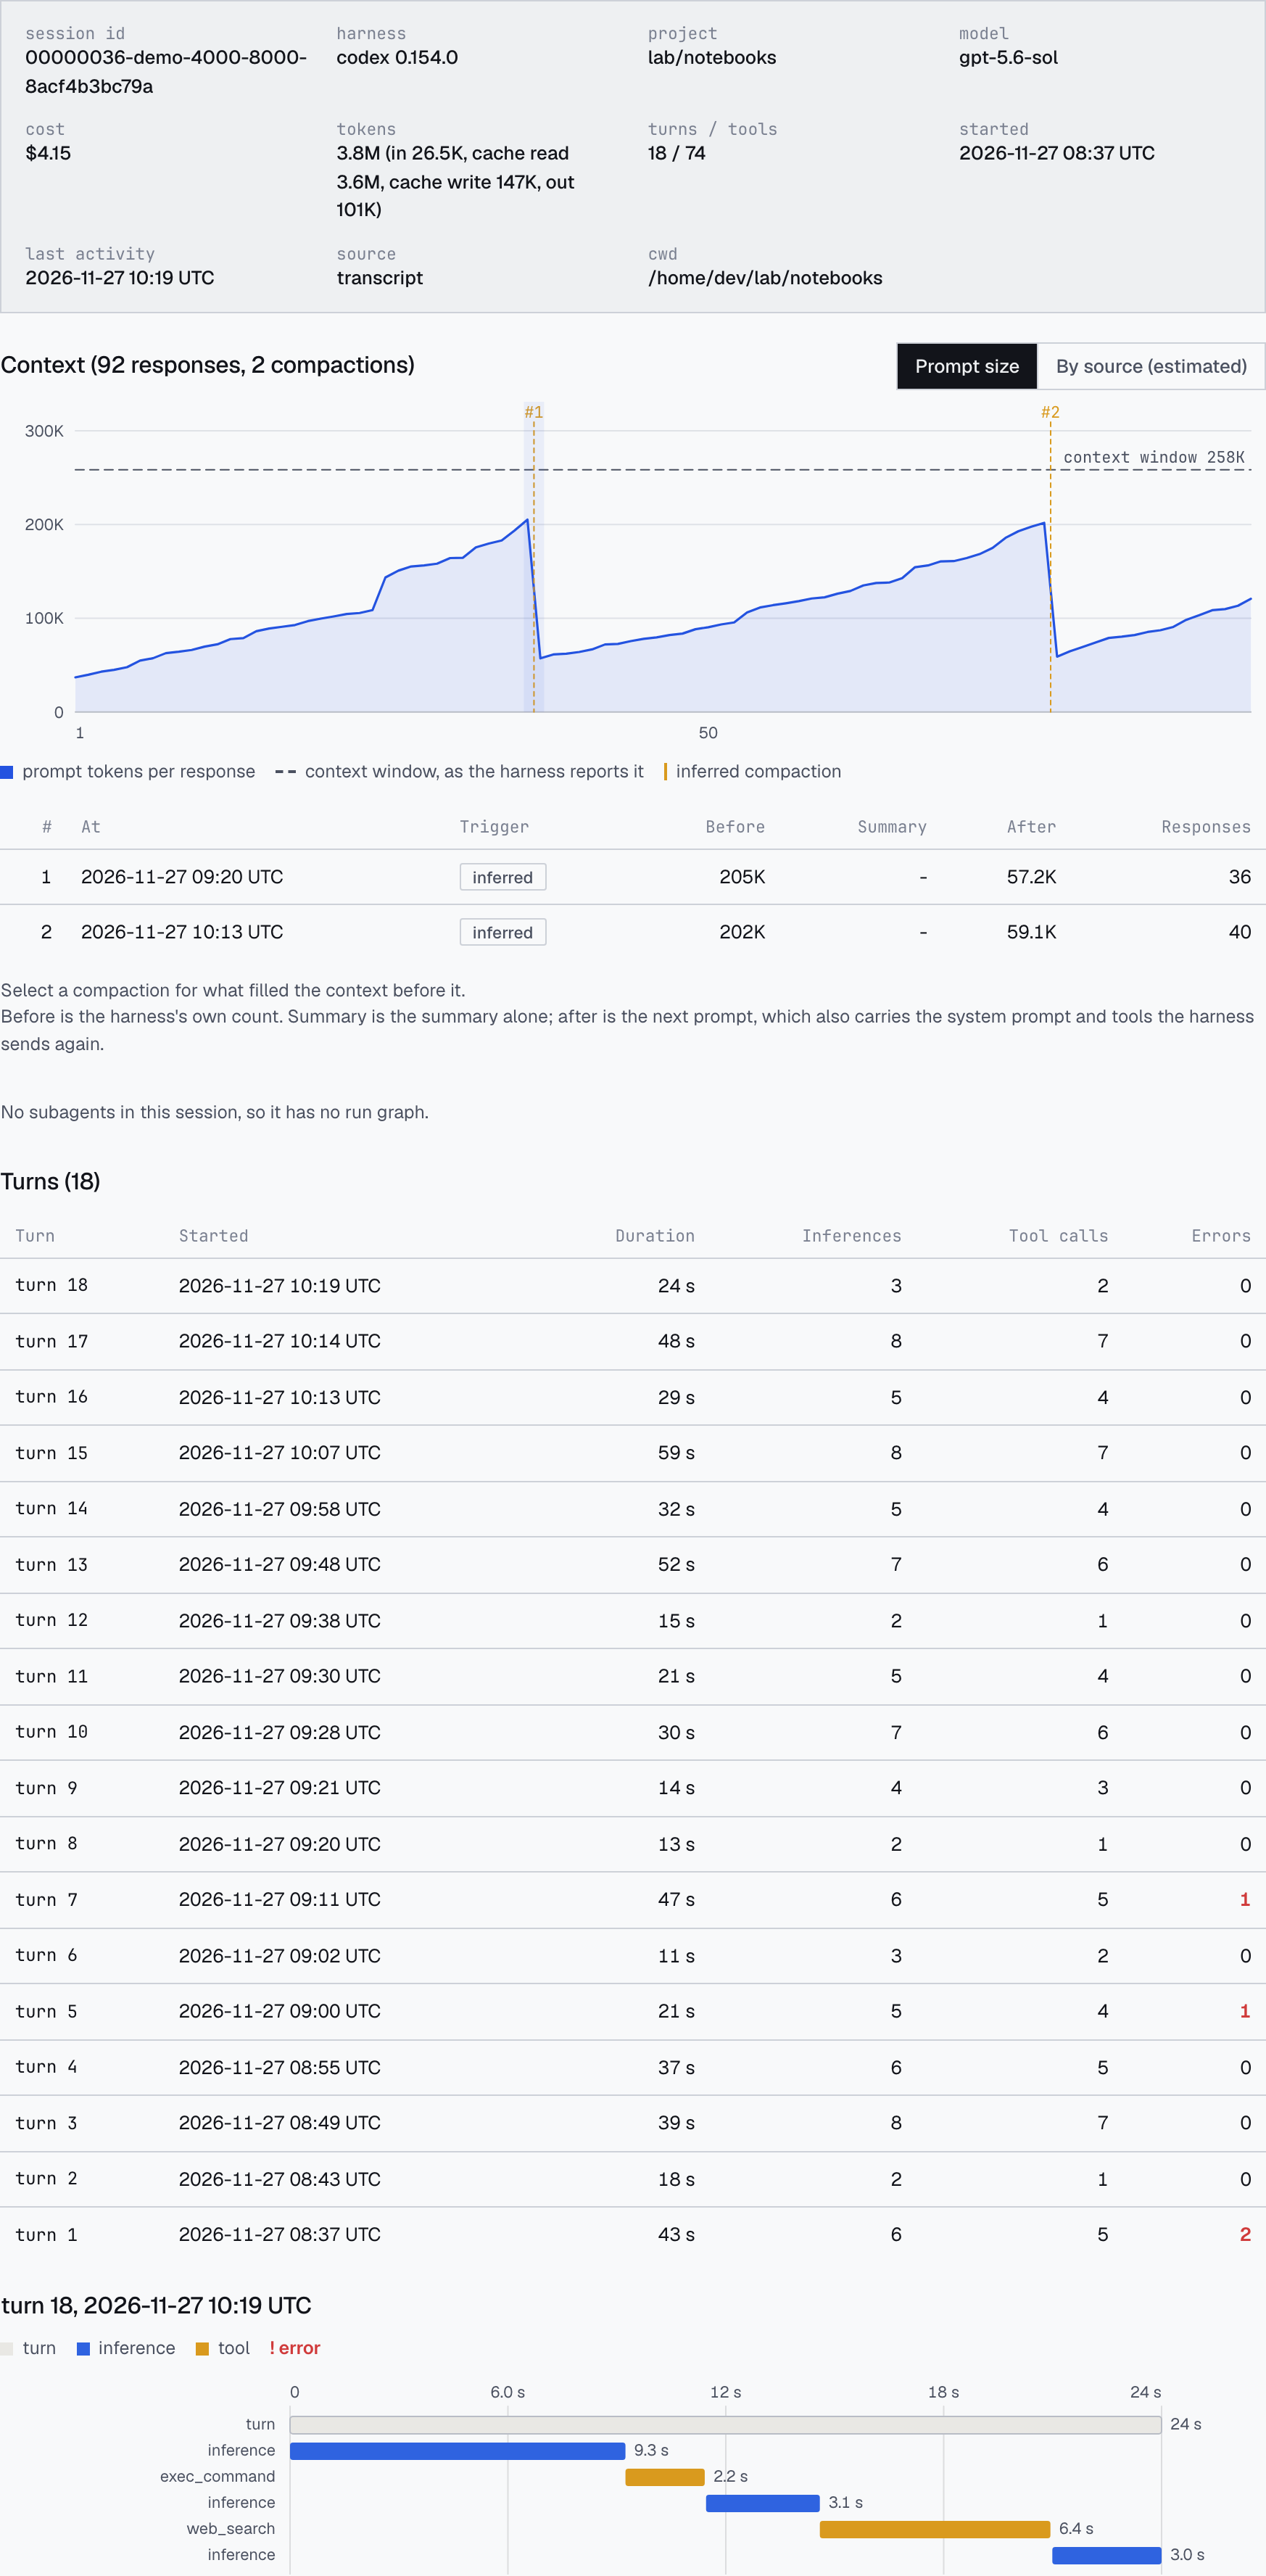 session id
harness
project
model
00000036-demo-4000-8000-
8acf4b3bc79a
codex 0.154.0
lab/notebooks
gpt-5.6-sol
cost
tokens
turns / tools
started
$4.15
3.8M (in 26.5K, cache read
3.6M, cache write 147K, out
101K)
18 / 74
2026-11-27 08:37 UTC
last activity
source
cwd
2026-11-27 10:19 UTC
transcript
/home/dev/lab/notebooks
Context (92 responses, 2 compactions)
Prompt size
By source (estimated)
#1
#2
300K
context window 258K
200K
100K
0
1
50
prompt tokens per response
context window, as the harness reports it
inferred compaction
# At Trigger Before Summary After Responses
1 2026-11-27 09:20 UTC inferred 205K - 57.2K 36
2 2026-11-27 10:13 UTC inferred 202K - 59.1K 40
Select a compaction for what filled the context before it.
Before is the harness's own count. Summary is the summary alone; after is the next prompt, which also carries the system prompt and tools the harness
sends again.
No subagents in this session, so it has no run graph.
Turns (18)
Turn Started Duration Inferences Tool calls Errors
turn 18 2026-11-27 10:19 UTC 24 s 3 2 0
turn 17 2026-11-27 10:14 UTC 48 s 8 7 0
turn 16 2026-11-27 10:13 UTC 29 s 5 4 0
turn 15 2026-11-27 10:07 UTC 59 s 8 7 0
turn 14 2026-11-27 09:58 UTC 32 s 5 4 0
turn 13 2026-11-27 09:48 UTC 52 s 7 6 0
turn 12 2026-11-27 09:38 UTC 15 s 2 1 0
turn 11 2026-11-27 09:30 UTC 21 s 5 4 0
turn 10 2026-11-27 09:28 UTC 30 s 7 6 0
turn 9 2026-11-27 09:21 UTC 14 s 4 3 0
turn 8 2026-11-27 09:20 UTC 13 s 2 1 0
turn 7 2026-11-27 09:11 UTC 47 s 6 5 1
turn 6 2026-11-27 09:02 UTC 11 s 3 2 0
turn 5 2026-11-27 09:00 UTC 21 s 5 4 1
turn 4 2026-11-27 08:55 UTC 37 s 6 5 0
turn 3 2026-11-27 08:49 UTC 39 s 8 7 0
turn 2 2026-11-27 08:43 UTC 18 s 2 1 0
turn 1 2026-11-27 08:37 UTC 43 s 6 5 2
turn 18, 2026-11-27 10:19 UTC
turn inference tool ! error
0 6.0 s 12 s 18 s 24 s
turn 24 s
inference 9.3 s
exec_command 2.2 s
inference 3.1 s
web_search 6.4 s
inference 3.0 s